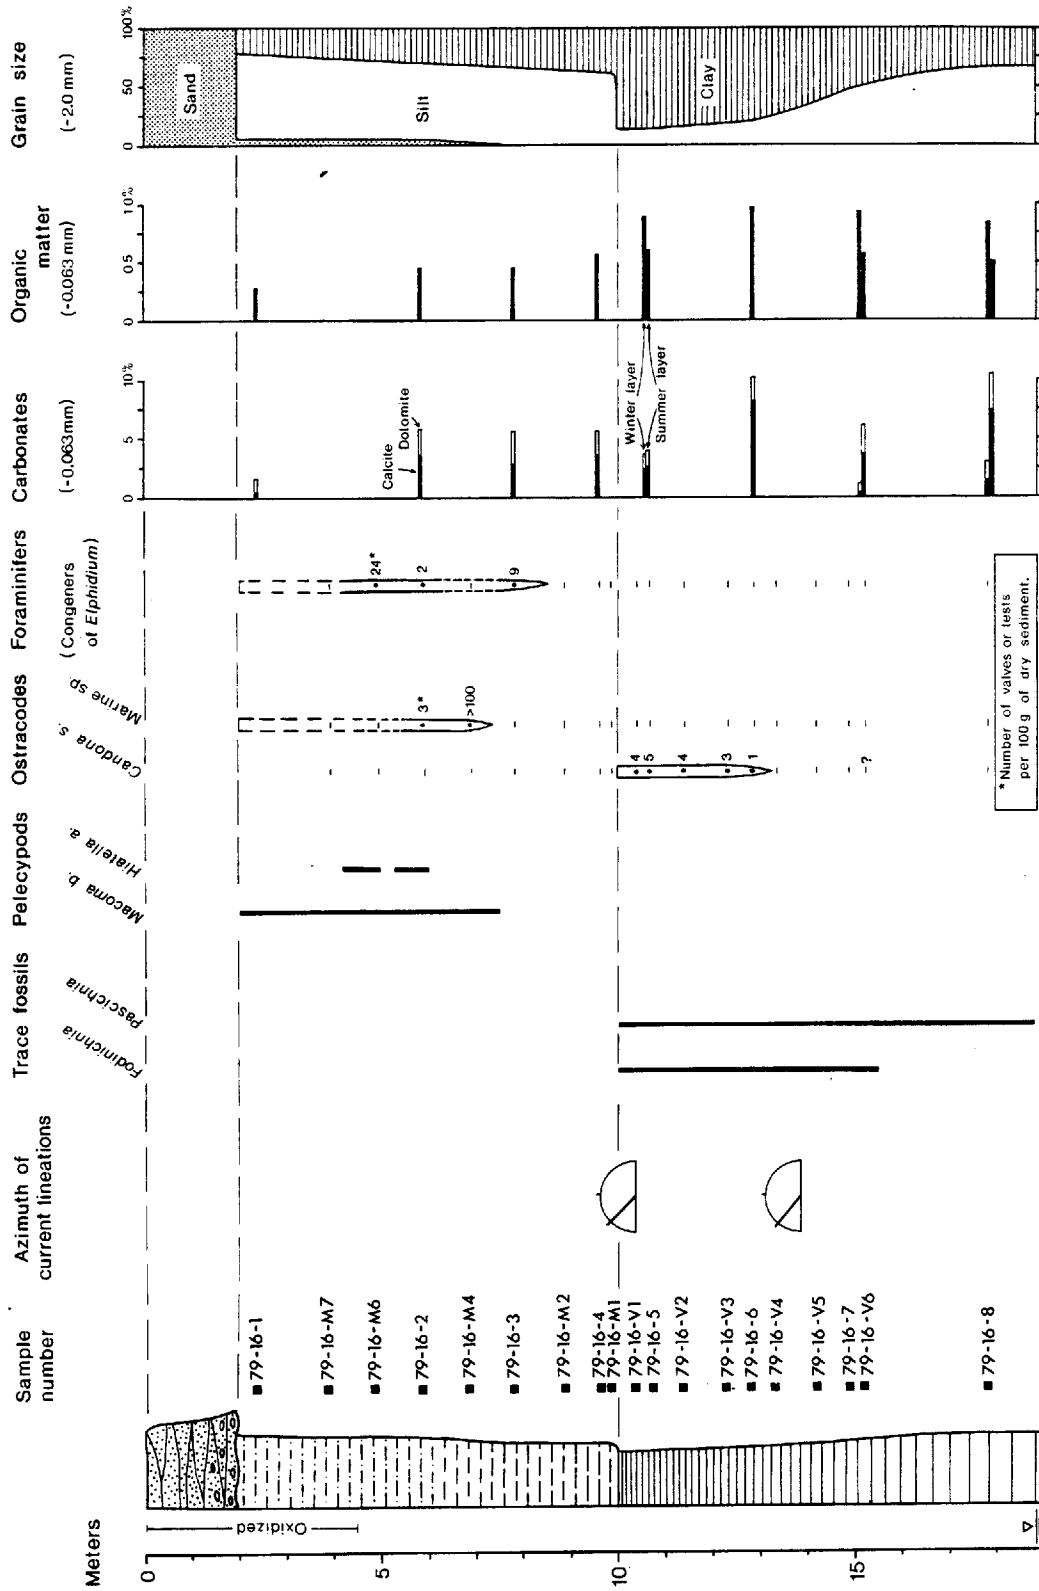 Meters
Sample number
Azimuth of current lineations
Trace fossils
Pelecypods
Ostracodes
Foraminifers
Carbonates
Organic matter
Grain size
(Congeners of Elphidium)
(-0.063mm)
(-0.063 mm)
(-2.0 mm)
Fodinichnia
Pascichnia
Macoma b.
Hiatella a.
Candona s.
Marine sp
0
5
10%
0
0.5
1.0%
0
50
100%
0
5
10
15
Oxidized
79-16-1
79-16-M7
79-16-M6
79-16-2
79-16-M4
79-16-3
79-16-M2
79-16-4
79-16-M1
79-16-V1
79-16-5
79-16-V2
79-16-V3
79-16-6
79-16-V4
79-16-V5
79-16-7
79-16-V6
79-16-8
3*
>100
4
5
4
3
1
?
24*
2
9
Calcite
Dolomite
Winter layer
Summer layer
Sand
Silt
Clay
* Number of valves or tests
per 100 g of dry sediment.